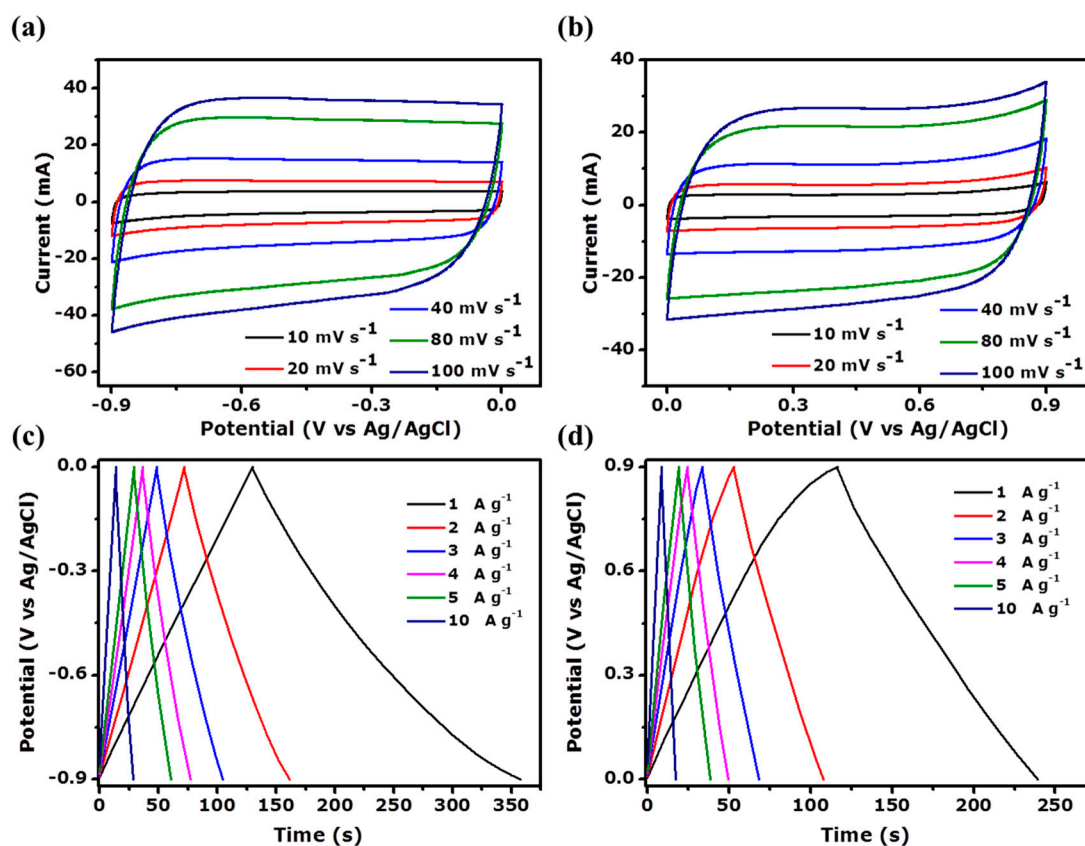 (a)
Current (mA)
40
20
0
-20
-40
-60
10 mV s⁻¹
20 mV s⁻¹
40 mV s⁻¹
80 mV s⁻¹
100 mV s⁻¹
-0.9
-0.6
-0.3
0.0
Potential (V vs Ag/AgCl)
(b)
Current (mA)
40
20
0
-20
-40
10 mV s⁻¹
20 mV s⁻¹
40 mV s⁻¹
80 mV s⁻¹
100 mV s⁻¹
0.0
0.3
0.6
0.9
Potential (V vs Ag/AgCl)
(c)
Potential (V vs Ag/AgCl)
0.0
-0.3
-0.6
-0.9
1 A g⁻¹
2 A g⁻¹
3 A g⁻¹
4 A g⁻¹
5 A g⁻¹
10 A g⁻¹
0
50
100
150
200
250
300
350
Time (s)
(d)
Potential (V vs Ag/AgCl)
0.9
0.6
0.3
0.0
1 A g⁻¹
2 A g⁻¹
3 A g⁻¹
4 A g⁻¹
5 A g⁻¹
10 A g⁻¹
0
50
100
150
200
250
Time (s)